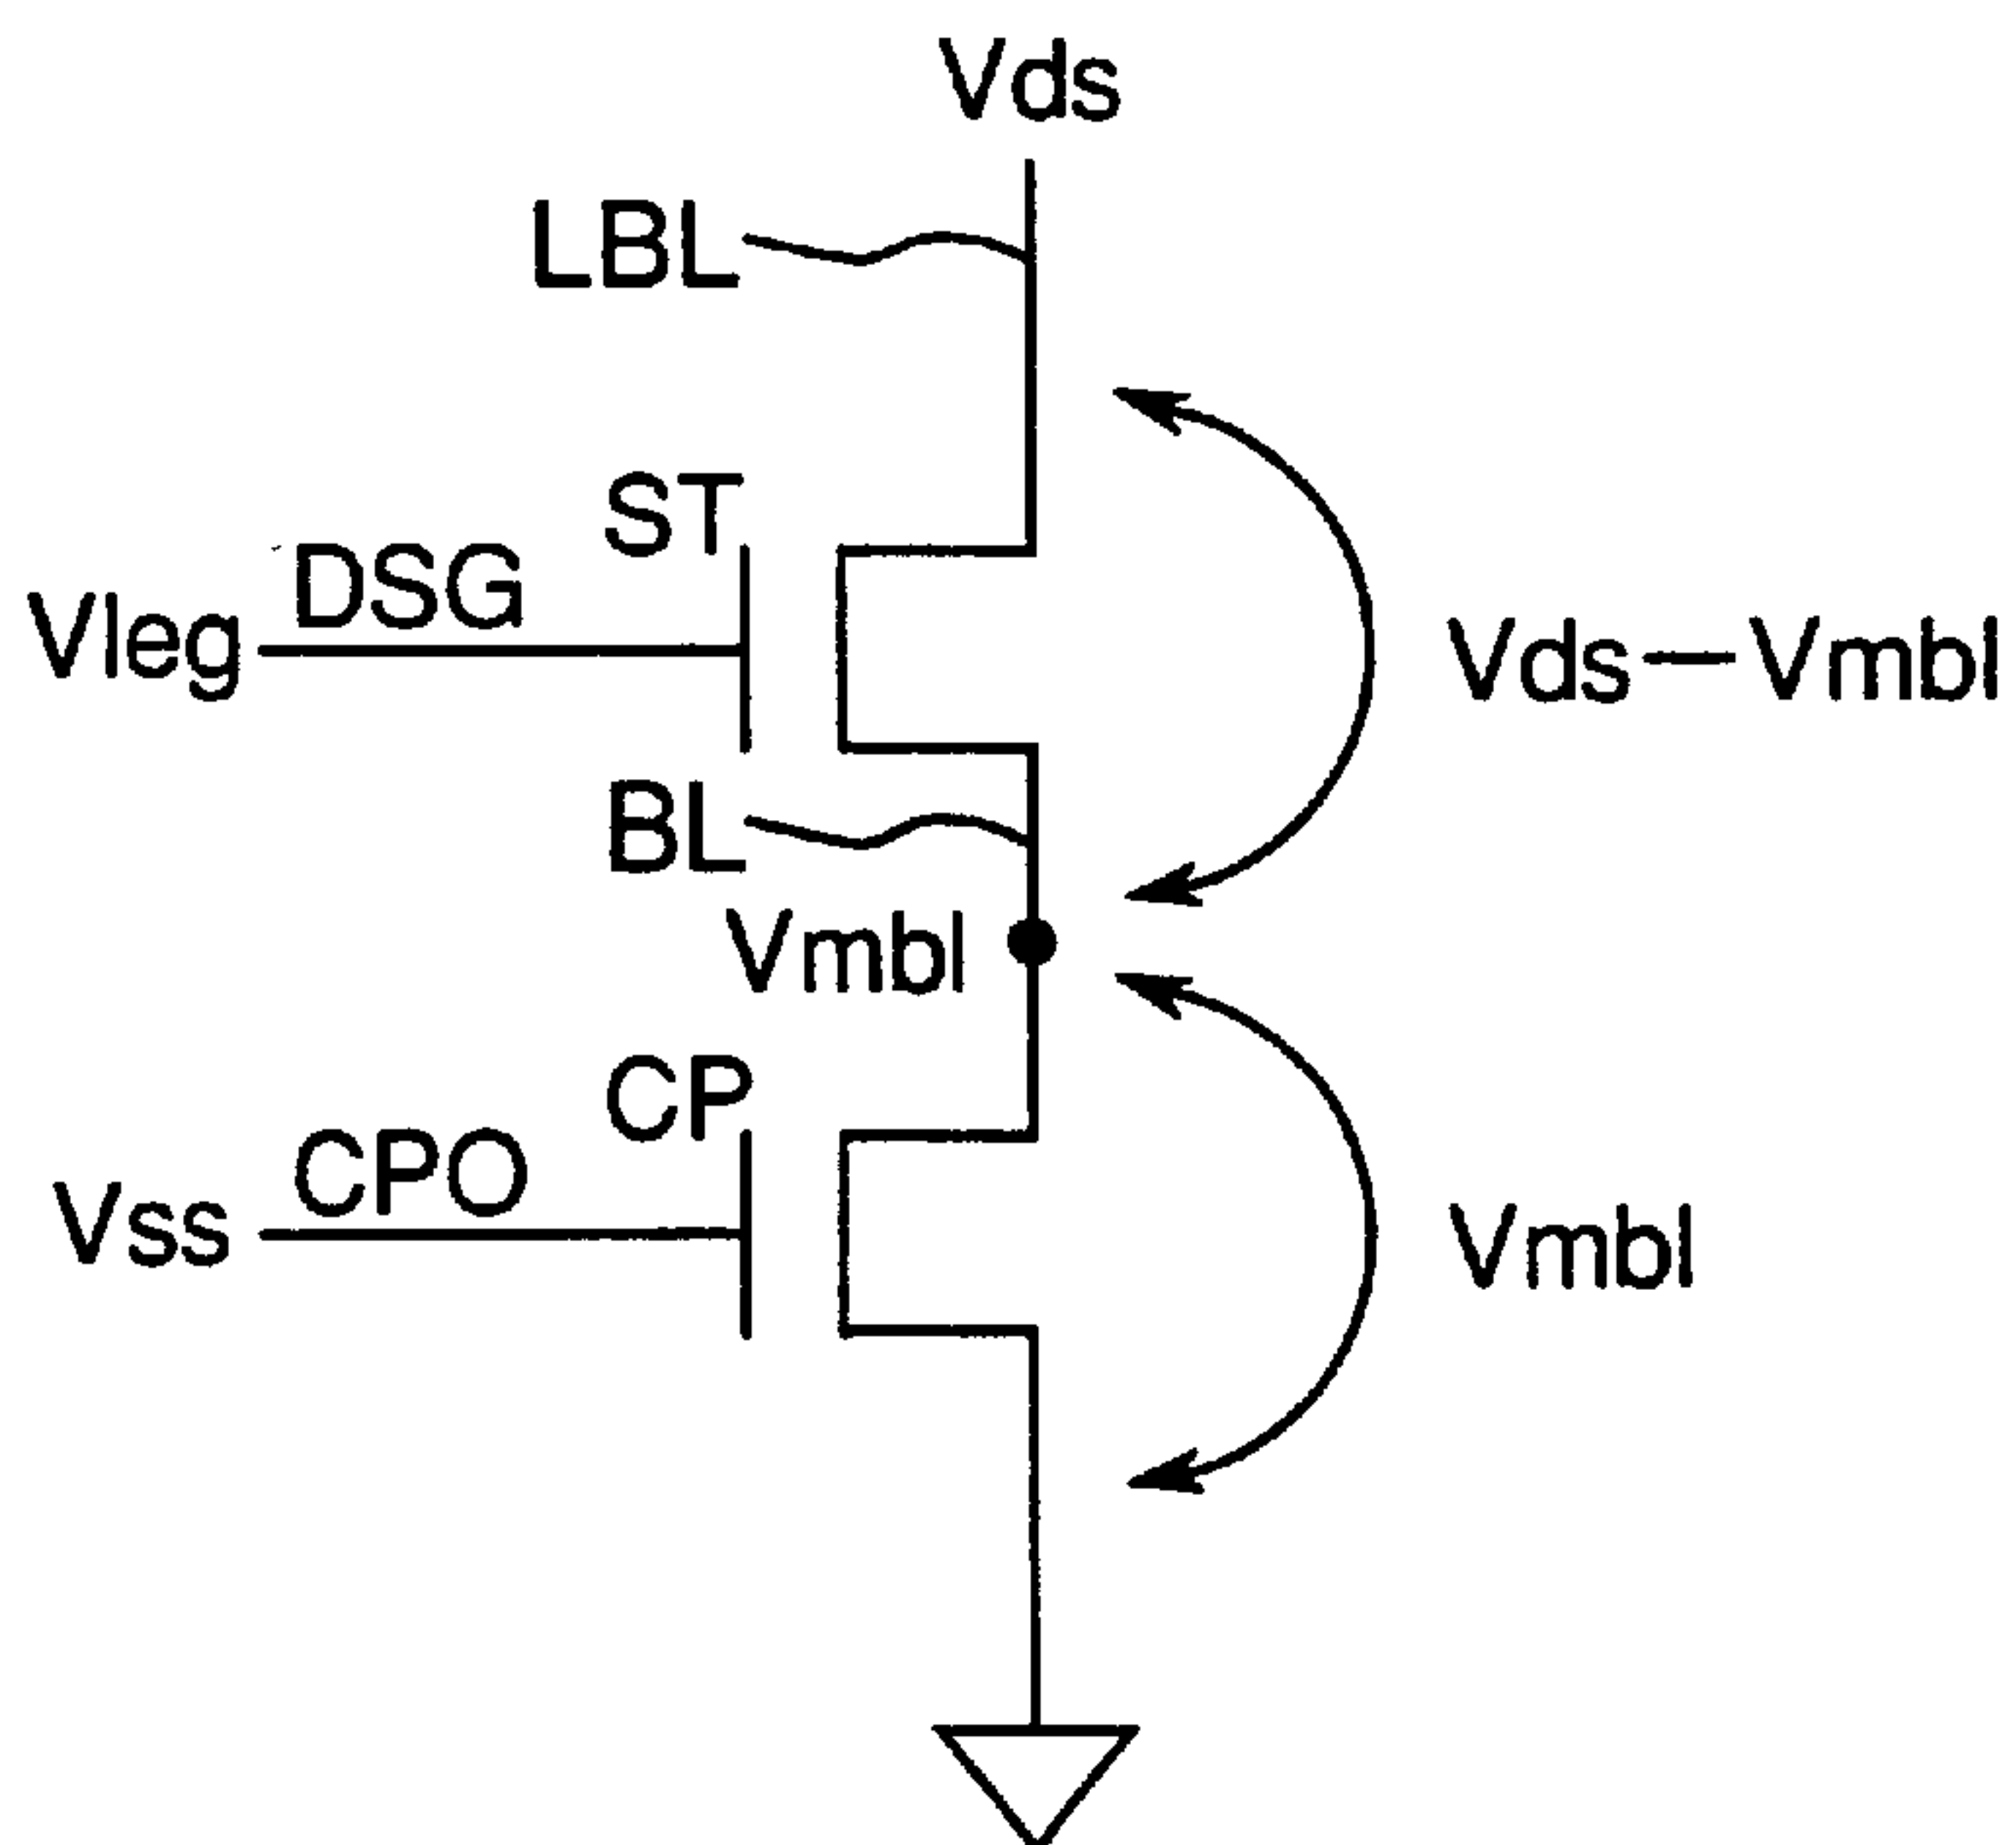 Vds
LBL
ST
DSG
Vleg
Vds—Vmbl
BL
Vmbl
CP
CPO
Vss
Vmbl